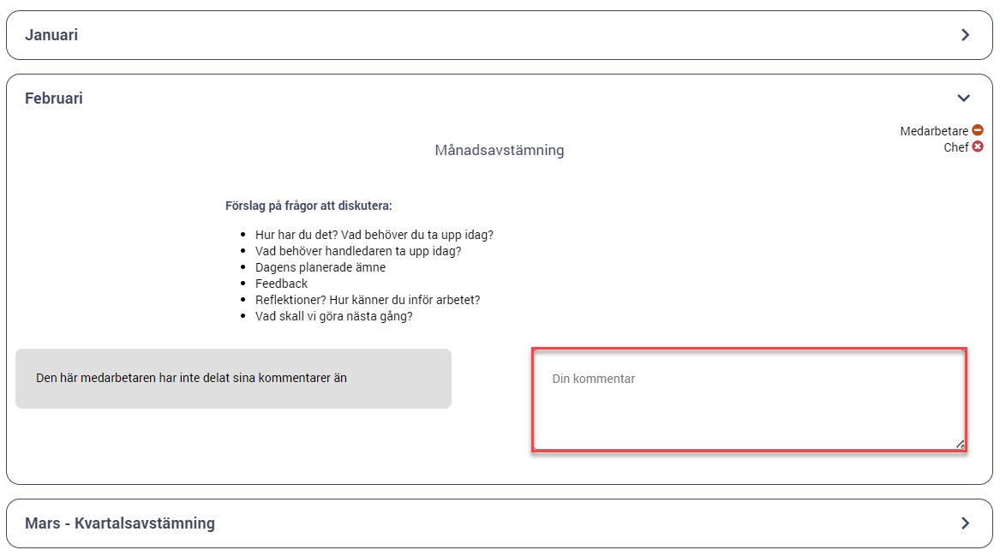 Januari
Februari
Medarbetare
Chef
Månadsavstämning
Förslag på frågor att diskutera:
Hur har du det? Vad behöver du ta upp idag?
Vad behöver handledaren ta upp idag?
Dagens planerade ämne
Feedback
Reflektioner? Hur känner du inför arbetet?
Vad skall vi göra nästa gång?
Den här medarbetaren har inte delat sina kommentarer än
Din kommentar
Mars - Kvartalsavstämning